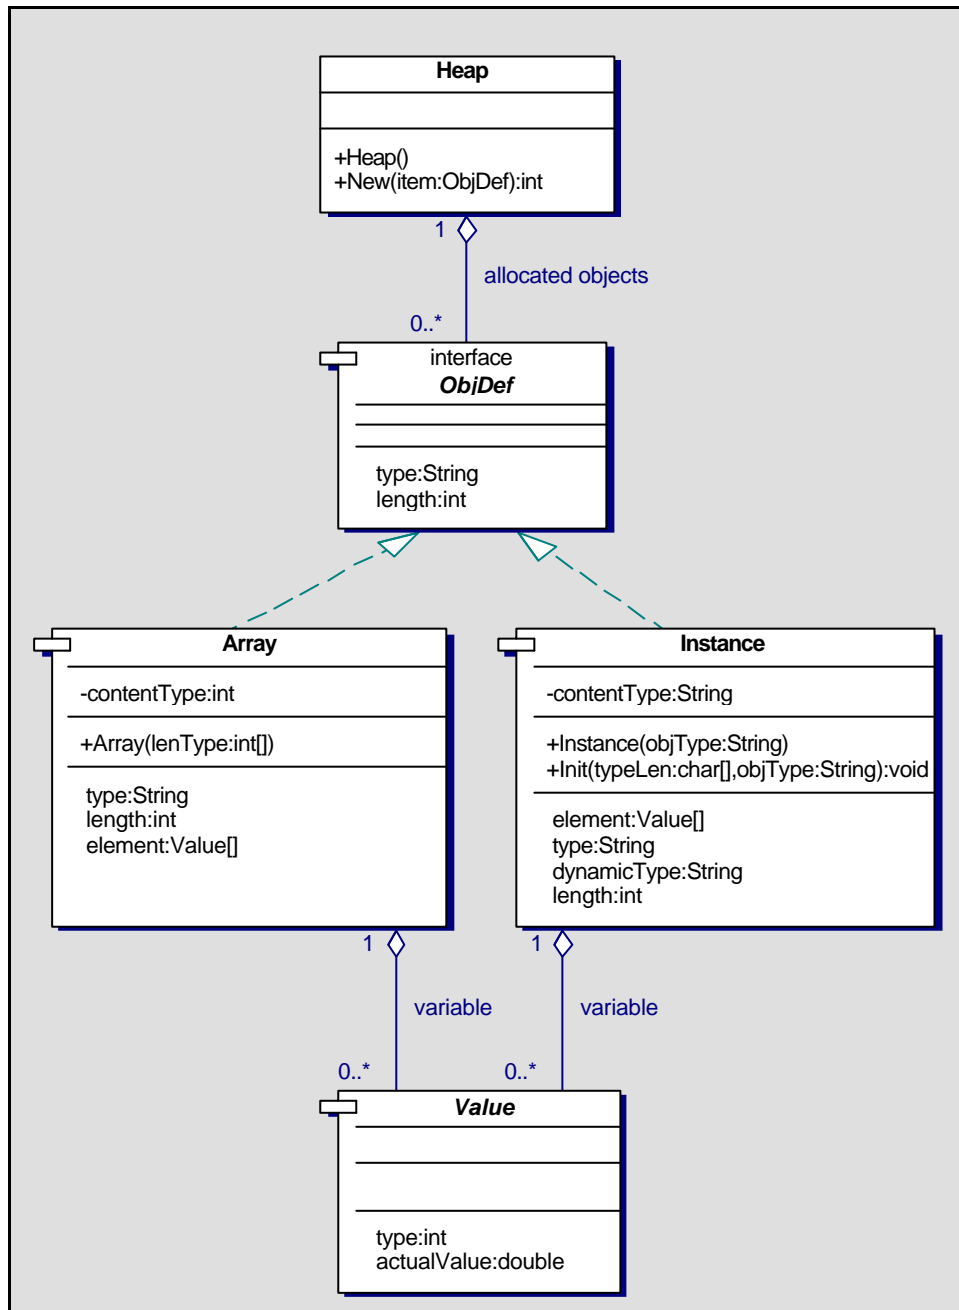 Heap
+Heap()
+New(item:ObjDef):int
1
allocated objects
0..*
interface
ObjDef
type:String
length:int
Array
-contentType:int
+Array(lenType:int[])
type:String
length:int
element:Value[]
Instance
-contentType:String
+Instance(objType:String)
+Init(typeLen:char[],objType:String):void
element:Value[]
type:String
dynamicType:String
length:int
1
variable
0..*
1
variable
0..*
Value
type:int
actualValue:double